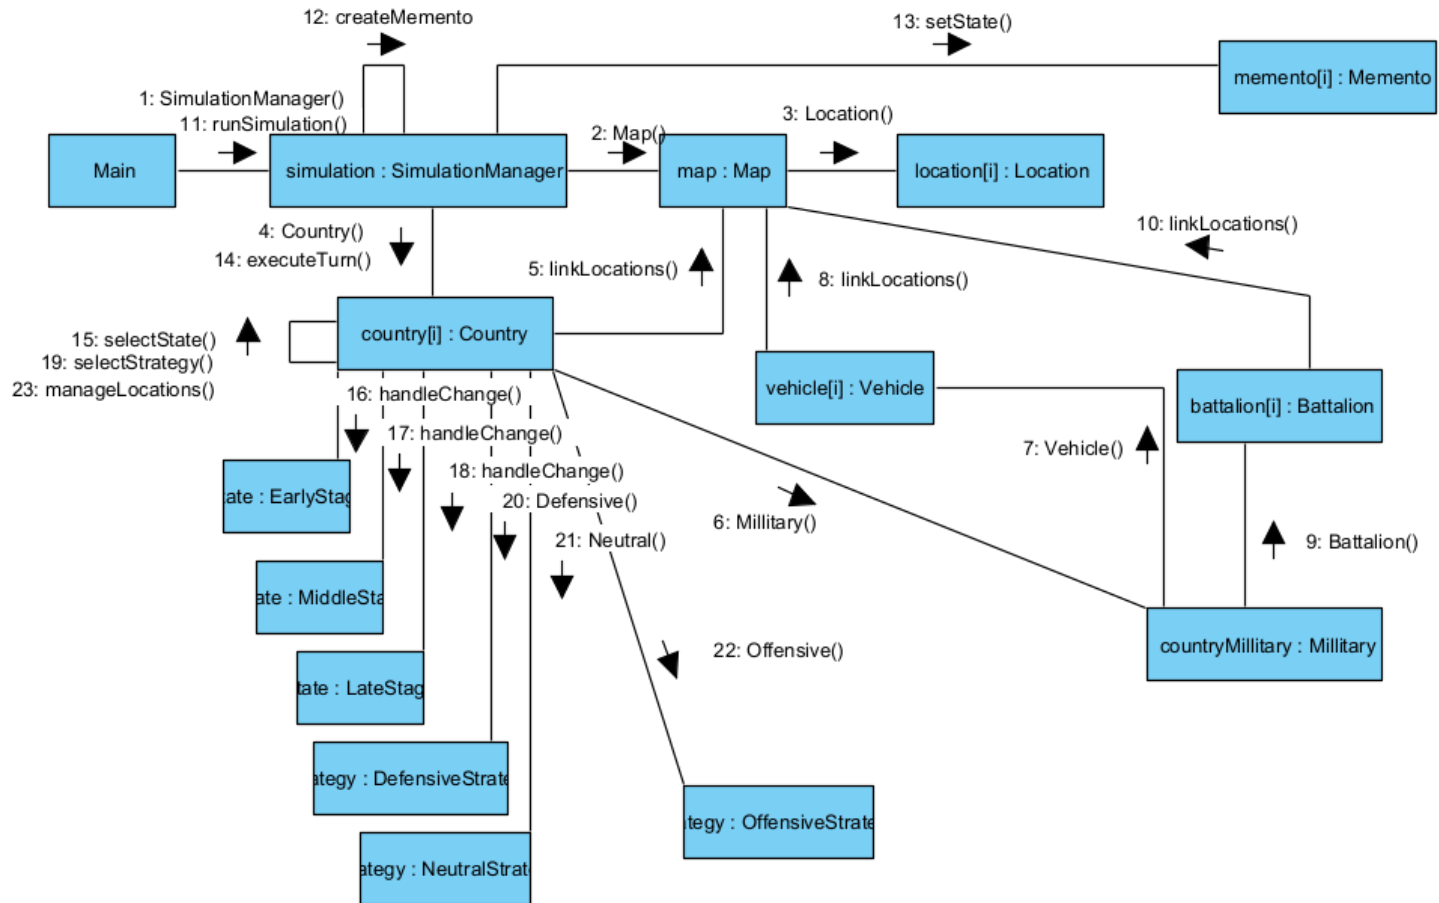 12: createMemento
13: setState()
memento[i] : Memento
1: SimulationManager()
11: runSimulation()
2: Map()
3: Location()
Main
simulation : SimulationManager
map : Map
location[i] : Location
4: Country()
14: executeTurn()
10: linkLocations()
5: linkLocations()
8: linkLocations()
country[i] : Country
15: selectState()
19: selectStrategy()
23: manageLocations()
vehicle[i] : Vehicle
battalion[i] : Battalion
16: handleChange()
17: handleChange()
7: Vehicle()
18: handleChange()
20: Defensive()
6: Millitary()
21: Neutral()
9: Battalion()
ate : EarlyStag
ate : MiddleSta
22: Offensive()
countryMillitary : Millitary
tate : LateStag
ategy : DefensiveStrate
tegy : OffensiveStrate
ategy : NeutralStrat